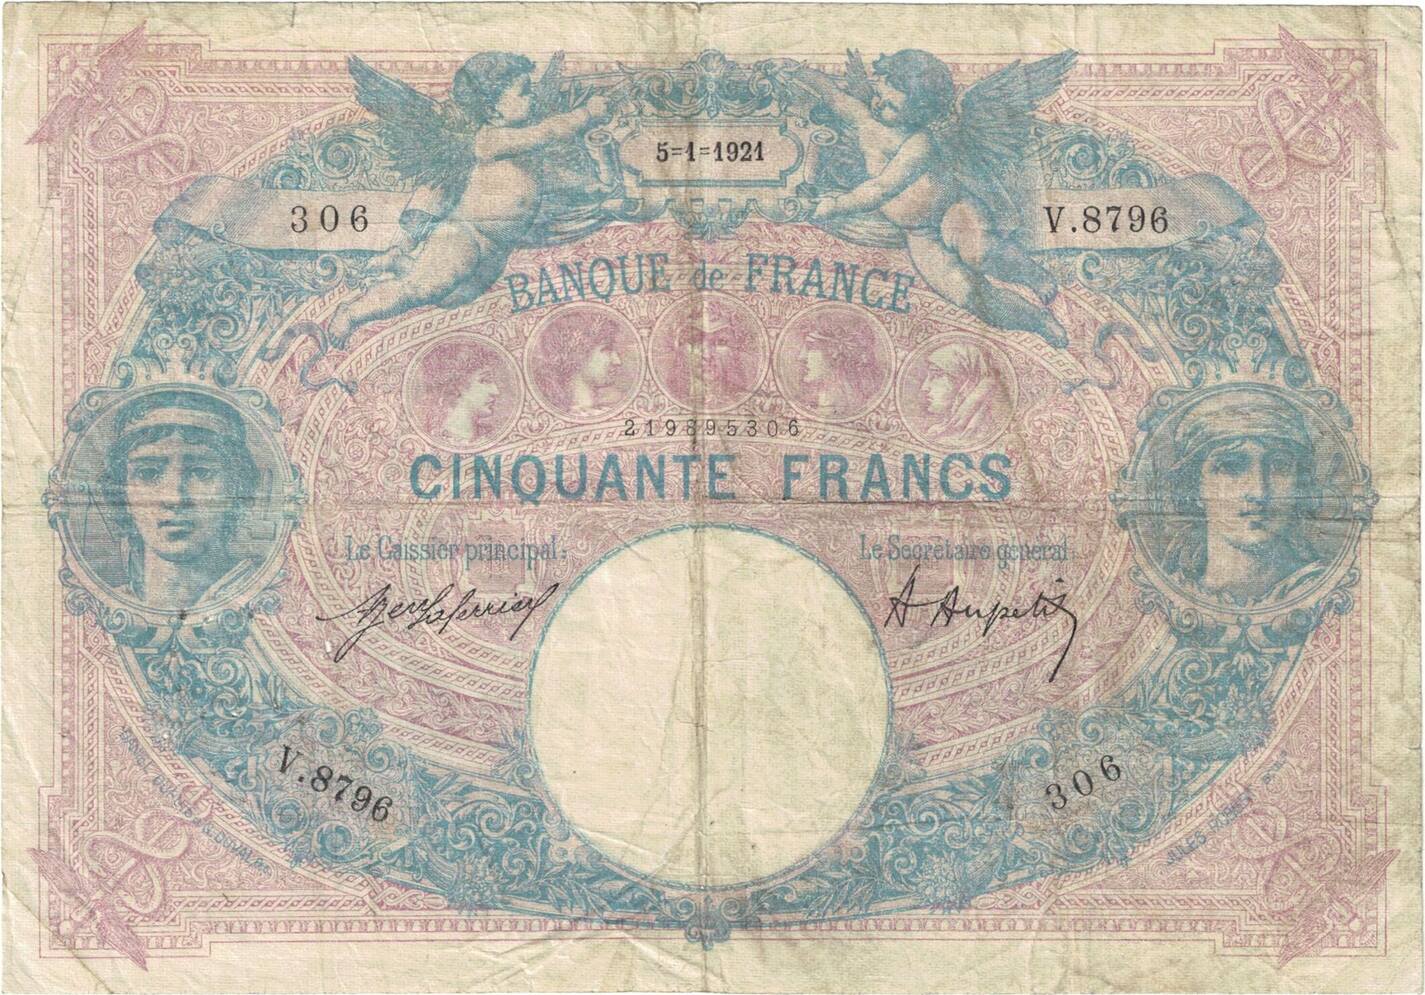 5=1=1921
306
V.8796
BANQUE de FRANCE
219895306
CINQUANTE FRANCS
Le Caissier principal.
Le Secrétaire général.
A Aupetit
V.8796
306